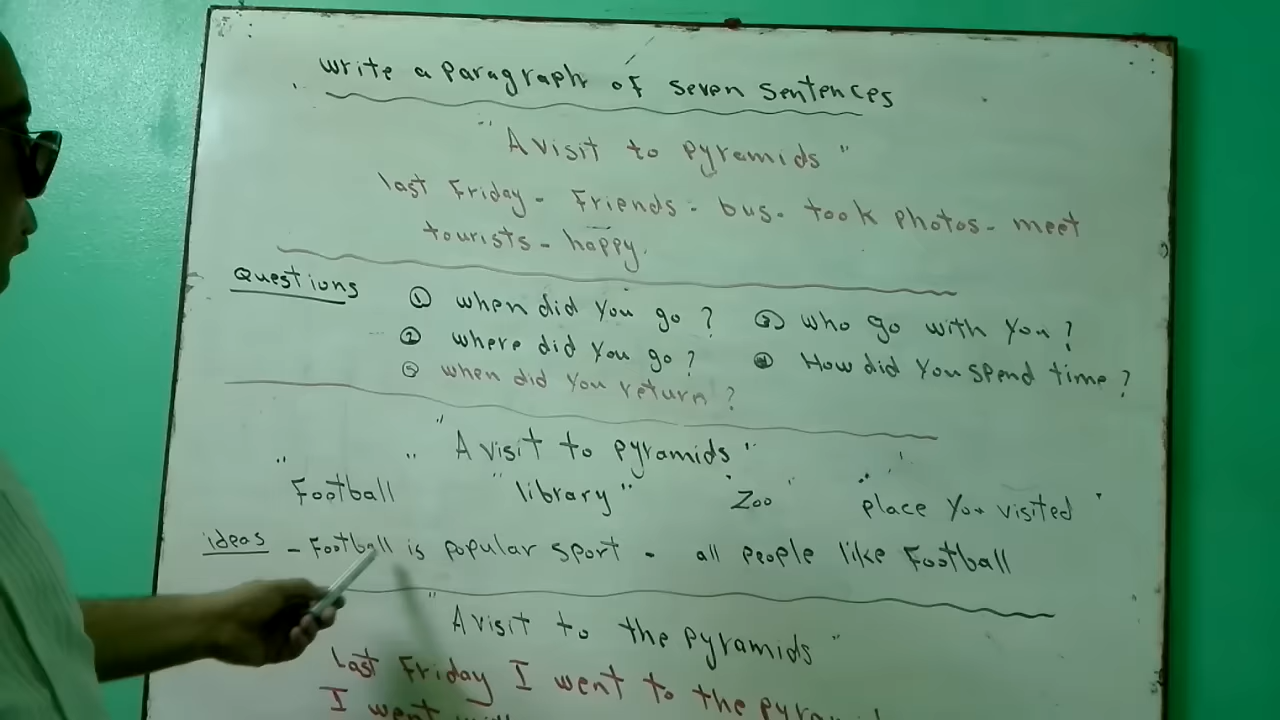 write a paragraph of seven sentences
"A visit to pyramids"
last Friday - Friends - bus - took photos - meet
tourists - happy.
Questions
① when did you go ? ③ who go with you ?
② where did you go ? ④ How did you spend time ?
⑤ when did you return ?
"A visit to pyramids"
"Football" "library" "Zoo" "place you visited"
ideas - Football is popular sport - all people like Football
"A visit to the pyramids"
last Friday I went to the
I went